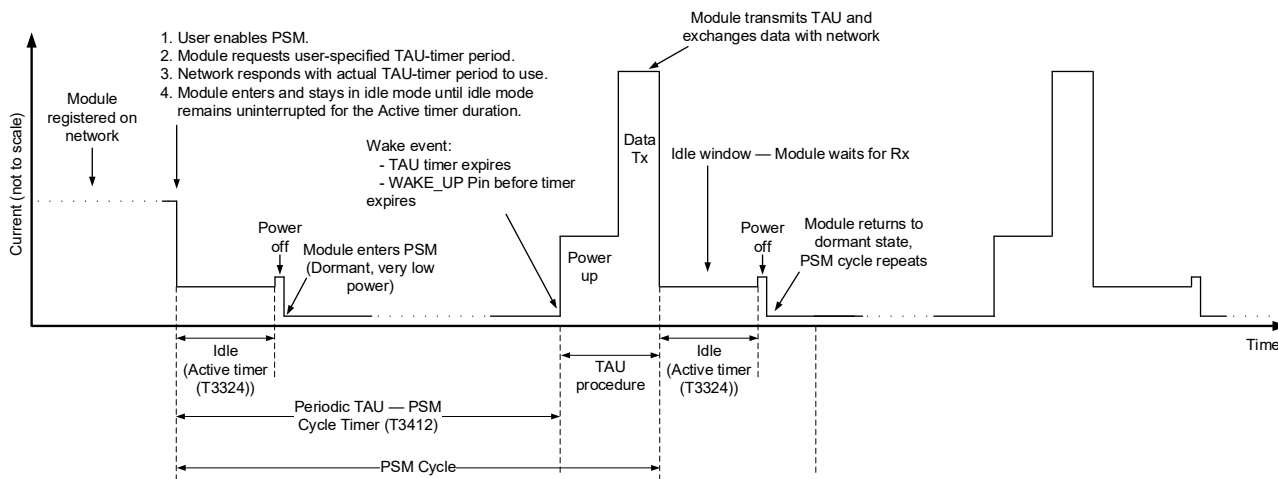 Module transmits TAU and
exchanges data with network
1. User enables PSM.
2. Module requests user-specified TAU-timer period.
3. Network responds with actual TAU-timer period to use.
4. Module enters and stays in idle mode until idle mode
remains uninterrupted for the Active timer duration.
Module
registered on
network
Current (not to scale)
Wake event:
- TAU timer expires
- WAKE_UP Pin before timer
expires
Data
Tx
Idle window — Module waits for Rx
Power
off
Module enters PSM
(Dormant, very low
power)
Power
up
Power
off
Module returns to
dormant state,
PSM cycle repeats
Time
Idle
(Active timer
(T3324))
TAU
procedure
Idle
(Active timer
(T3324))
Periodic TAU — PSM
Cycle Timer (T3412)
PSM Cycle